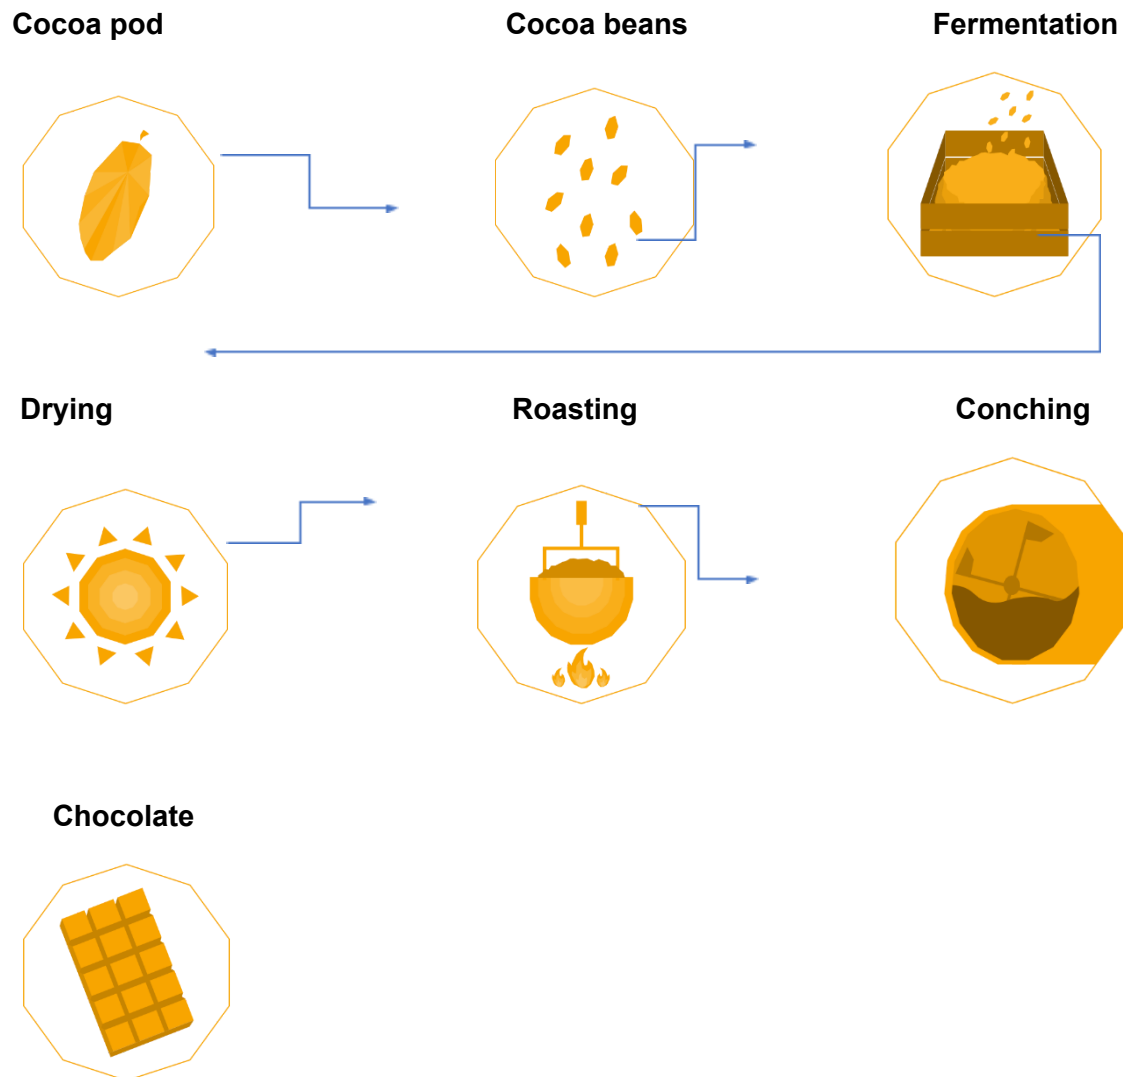 Cocoa pod
Cocoa beans
Fermentation
Drying
Roasting
Conching
Chocolate